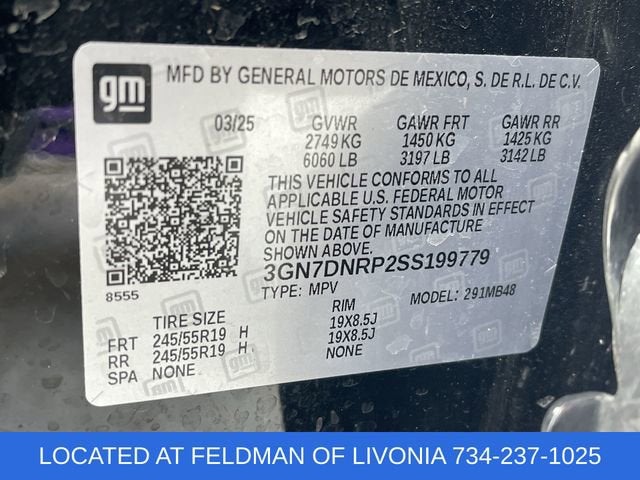 gm
MFD BY GENERAL MOTORS DE MEXICO, S. DE R.L. DE C.V.
03/25 GVWR GAWR FRT GAWR RR
2749 KG 1450 KG 1425 KG
6060 LB 3197 LB 3142 LB
THIS VEHICLE CONFORMS TO ALL
APPLICABLE U.S. FEDERAL MOTOR
VEHICLE SAFETY STANDARDS IN EFFECT
ON THE DATE OF MANUFACTURE
SHOWN ABOVE.
3GN7DNRP2SS199779
8555
TYPE: MPV MODEL: 291MB48
TIRE SIZE RIM
FRT 245/55R19 H 19X8.5J
RR 245/55R19 H 19X8.5J
SPA NONE NONE
LOCATED AT FELDMAN OF LIVONIA 734-237-1025